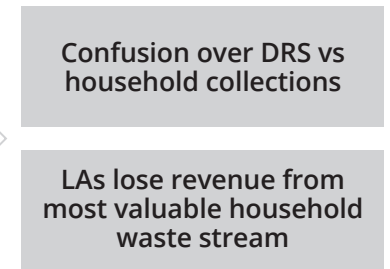 Confusion over DRS vs
household collections
LAs lose revenue from
most valuable household
waste stream